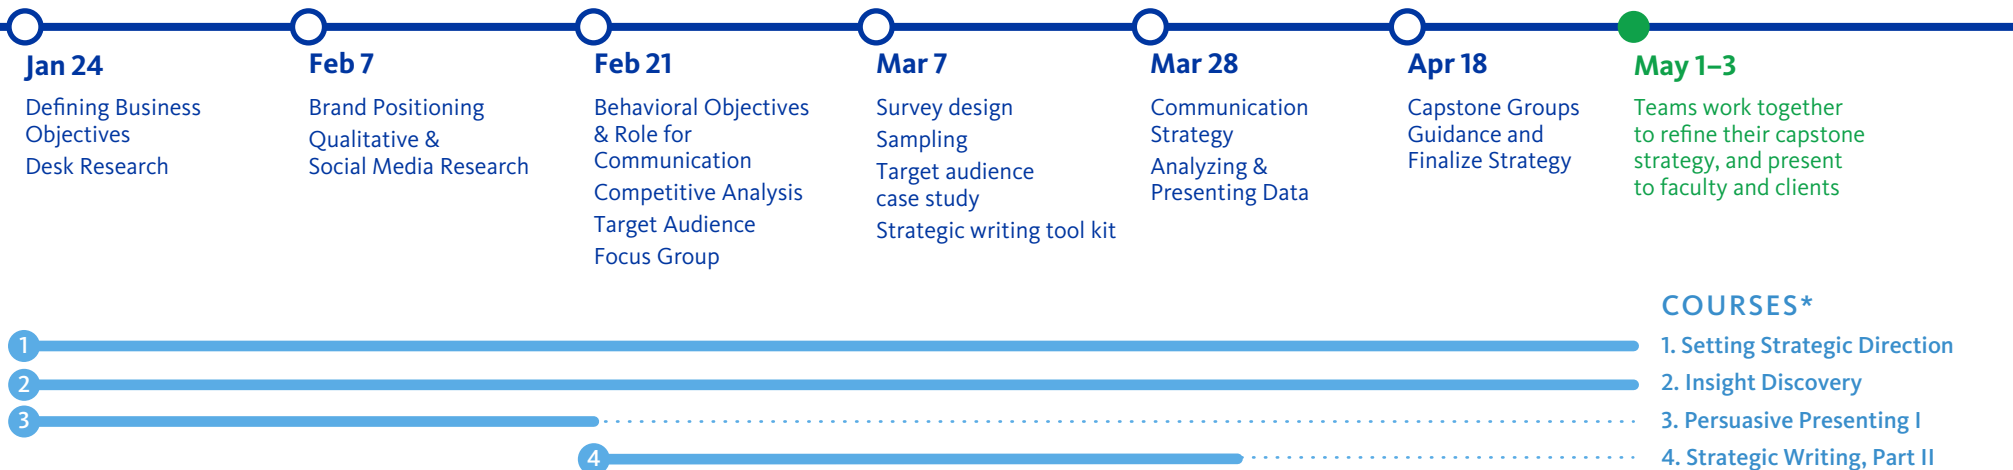 Jan 24
Defining Business
Objectives
Desk Research
Feb 7
Brand Positioning
Qualitative &
Social Media Research
Feb 21
Behavioral Objectives
& Role for
Communication
Competitive Analysis
Target Audience
Focus Group
Mar 7
Survey design
Sampling
Target audience
case study
Strategic writing tool kit
Mar 28
Communication
Strategy
Analyzing &
Presenting Data
Apr 18
Capstone Groups
Guidance and
Finalize Strategy
May 1–3
Teams work together
to refine their capstone
strategy, and present
to faculty and clients
COURSES*
1
1. Setting Strategic Direction
2
2. Insight Discovery
3
3. Persuasive Presenting I
4
4. Strategic Writing, Part II